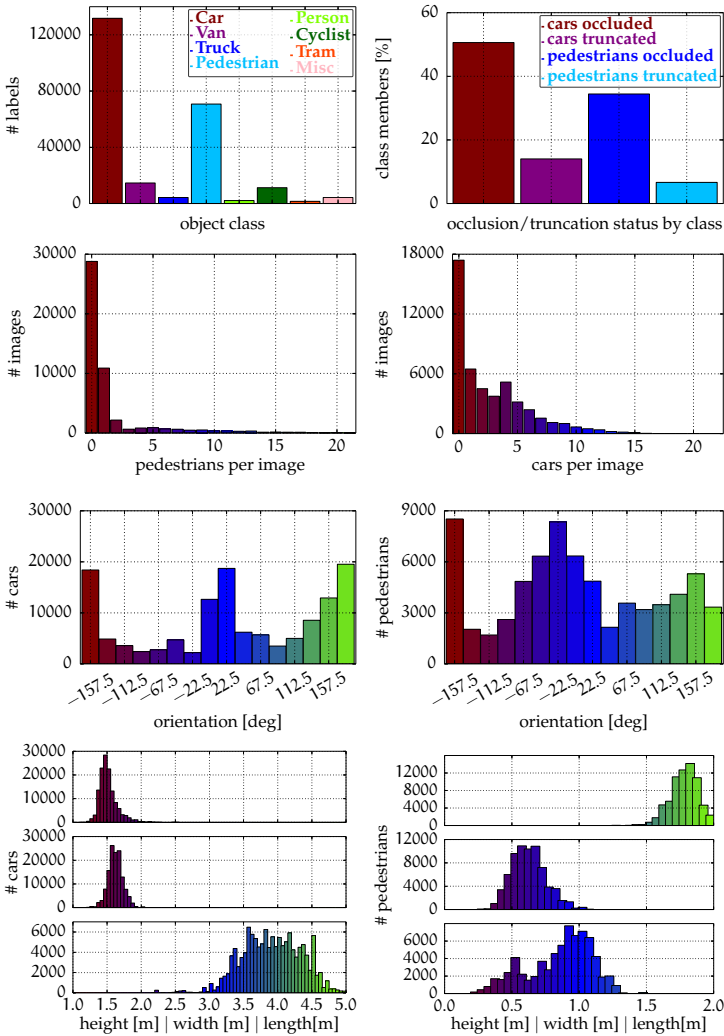 120000
80000
40000
0
# labels
Car
Van
Truck
Pedestrian
Person
Cyclist
Tram
Misc
object class
60
40
20
0
class members [%]
cars occluded
cars truncated
pedestrians occluded
pedestrians truncated
occlusion/truncation status by class
30000
20000
10000
0
# images
0 5 10 15 20
pedestrians per image
18000
12000
6000
0
# images
0 5 10 15 20
cars per image
30000
20000
10000
0
# cars
−157.5 −112.5 −67.5 −22.5 22.5 67.5 112.5 157.5
orientation [deg]
9000
6000
3000
0
# pedestrians
−157.5 −112.5 −67.5 −22.5 22.5 67.5 112.5 157.5
orientation [deg]
30000
20000
10000
0
30000
20000
10000
0
# cars
6000
4000
2000
0
1.0 1.5 2.0 2.5 3.0 3.5 4.0 4.5 5.0
height [m] | width [m] | length[m]
12000
8000
4000
0
12000
8000
4000
0
# pedestrians
6000
4000
2000
0
0.0 0.5 1.0 1.5 2.0
height [m] | width [m] | length[m]